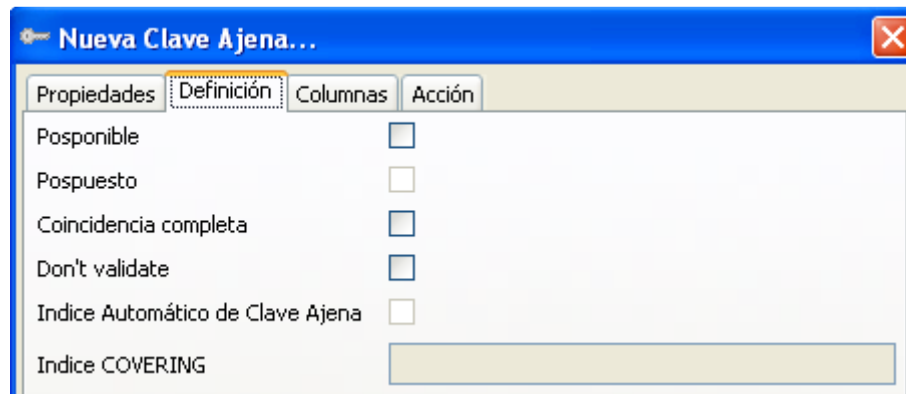 Nueva Clave Ajena...
Propiedades Definición Columnas Acción
Posponible
Pospuesto
Coincidencia completa
Don't validate
Indice Automático de Clave Ajena
Indice COVERING